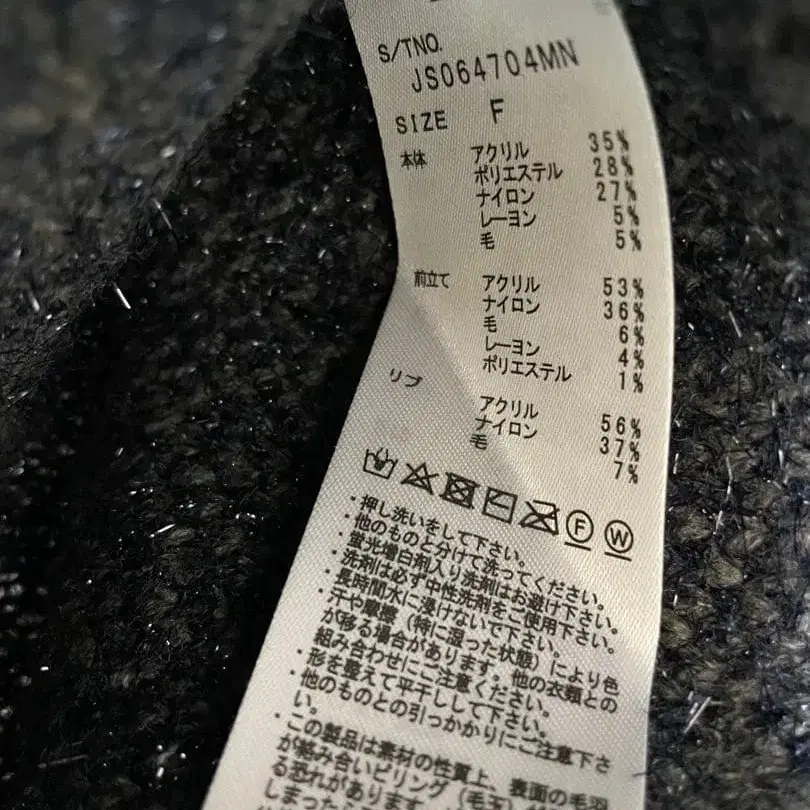 S/TNO.
JS064704MN
SIZE F
本体 アクリル 35%
ポリエステル 28%
ナイロン 27%
レーヨン 5%
毛 5%
前立て アクリル 53%
ナイロン 36%
毛 6%
レーヨン 4%
ポリエステル 1%
リブ アクリル 56%
ナイロン 37%
毛 7%
F W
・押し洗いをして下さい。
・他のものと分けて洗ってください。
・蛍光増白剤入り洗剤はお避け下さい。
・洗剤は必ず中性洗剤をご使用下さい。
・長時間水に浸けないで下さい。
・汗や摩擦(特に湿った状態)により色
が移る場合があります。他の衣類との
組み合わせにご注意ください。
・形を整えて平干しして下さい。
・他のものとの引っかかりにご注意下さ
い。
・この製品は素材の性質上、表面の毛羽
が絡み合いピリング(毛玉)が
る恐れがあります
しまった